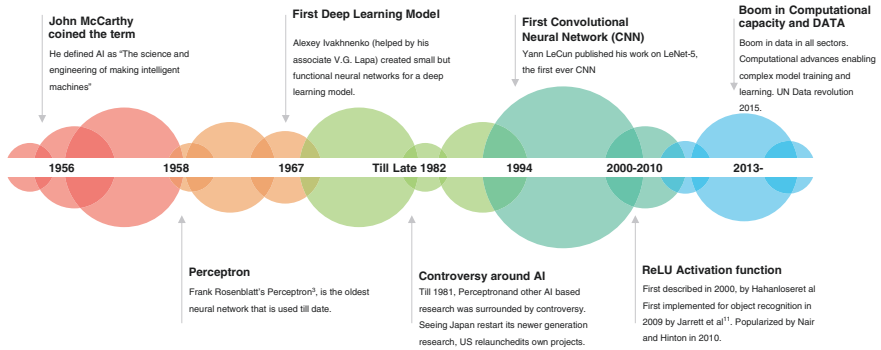 John McCarthy
coined the term
He defined AI as “The science and
engineering of making intelligent
machines”
First Deep Learning Model
Alexey Ivakhnenko (helped by his
associate V.G. Lapa) created small but
functional neural networks for a deep
learning model.
First Convolutional
Neural Network (CNN)
Yann LeCun published his work on LeNet-5,
the first ever CNN
Boom in Computational
capacity and DATA
Boom in data in all sectors.
Computational advances enabling
complex model training and
learning. UN Data revolution
2015.
1956
1958
1967
Till Late 1982
1994
2000-2010
2013-
Perceptron
Frank Rosenblatt’s Perceptron³, is the oldest
neural network that is used till date.
Controversy around AI
Till 1981, Perceptronand other AI based
research was surrounded by controversy.
Seeing Japan restart its newer generation
research, US relaunchedits own projects.
ReLU Activation function
First described in 2000, by Hahanloseret al
First implemented for object recognition in
2009 by Jarrett et al¹¹. Popularized by Nair
and Hinton in 2010.